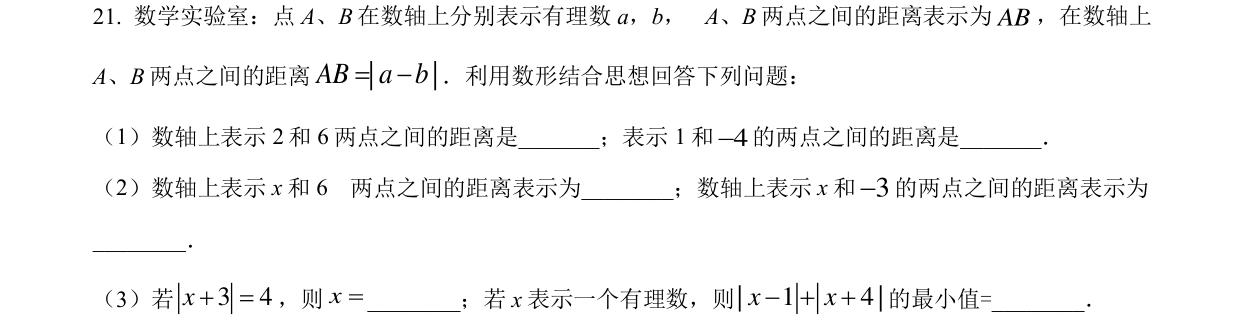 21. 数学实验室：点 A、B 在数轴上分别表示有理数 a，b， A、B 两点之间的距离表示为 AB，在数轴上
A、B 两点之间的距离 AB=|a−b|．利用数形结合思想回答下列问题：
（1）数轴上表示 2 和 6 两点之间的距离是_______；表示 1 和 −4 的两点之间的距离是_______．
（2）数轴上表示 x 和 6 两点之间的距离表示为________；数轴上表示 x 和 −3 的两点之间的距离表示为
________．
（3）若|x+3|=4，则 x = ________；若 x 表示一个有理数，则|x−1|+|x+4|的最小值=________．